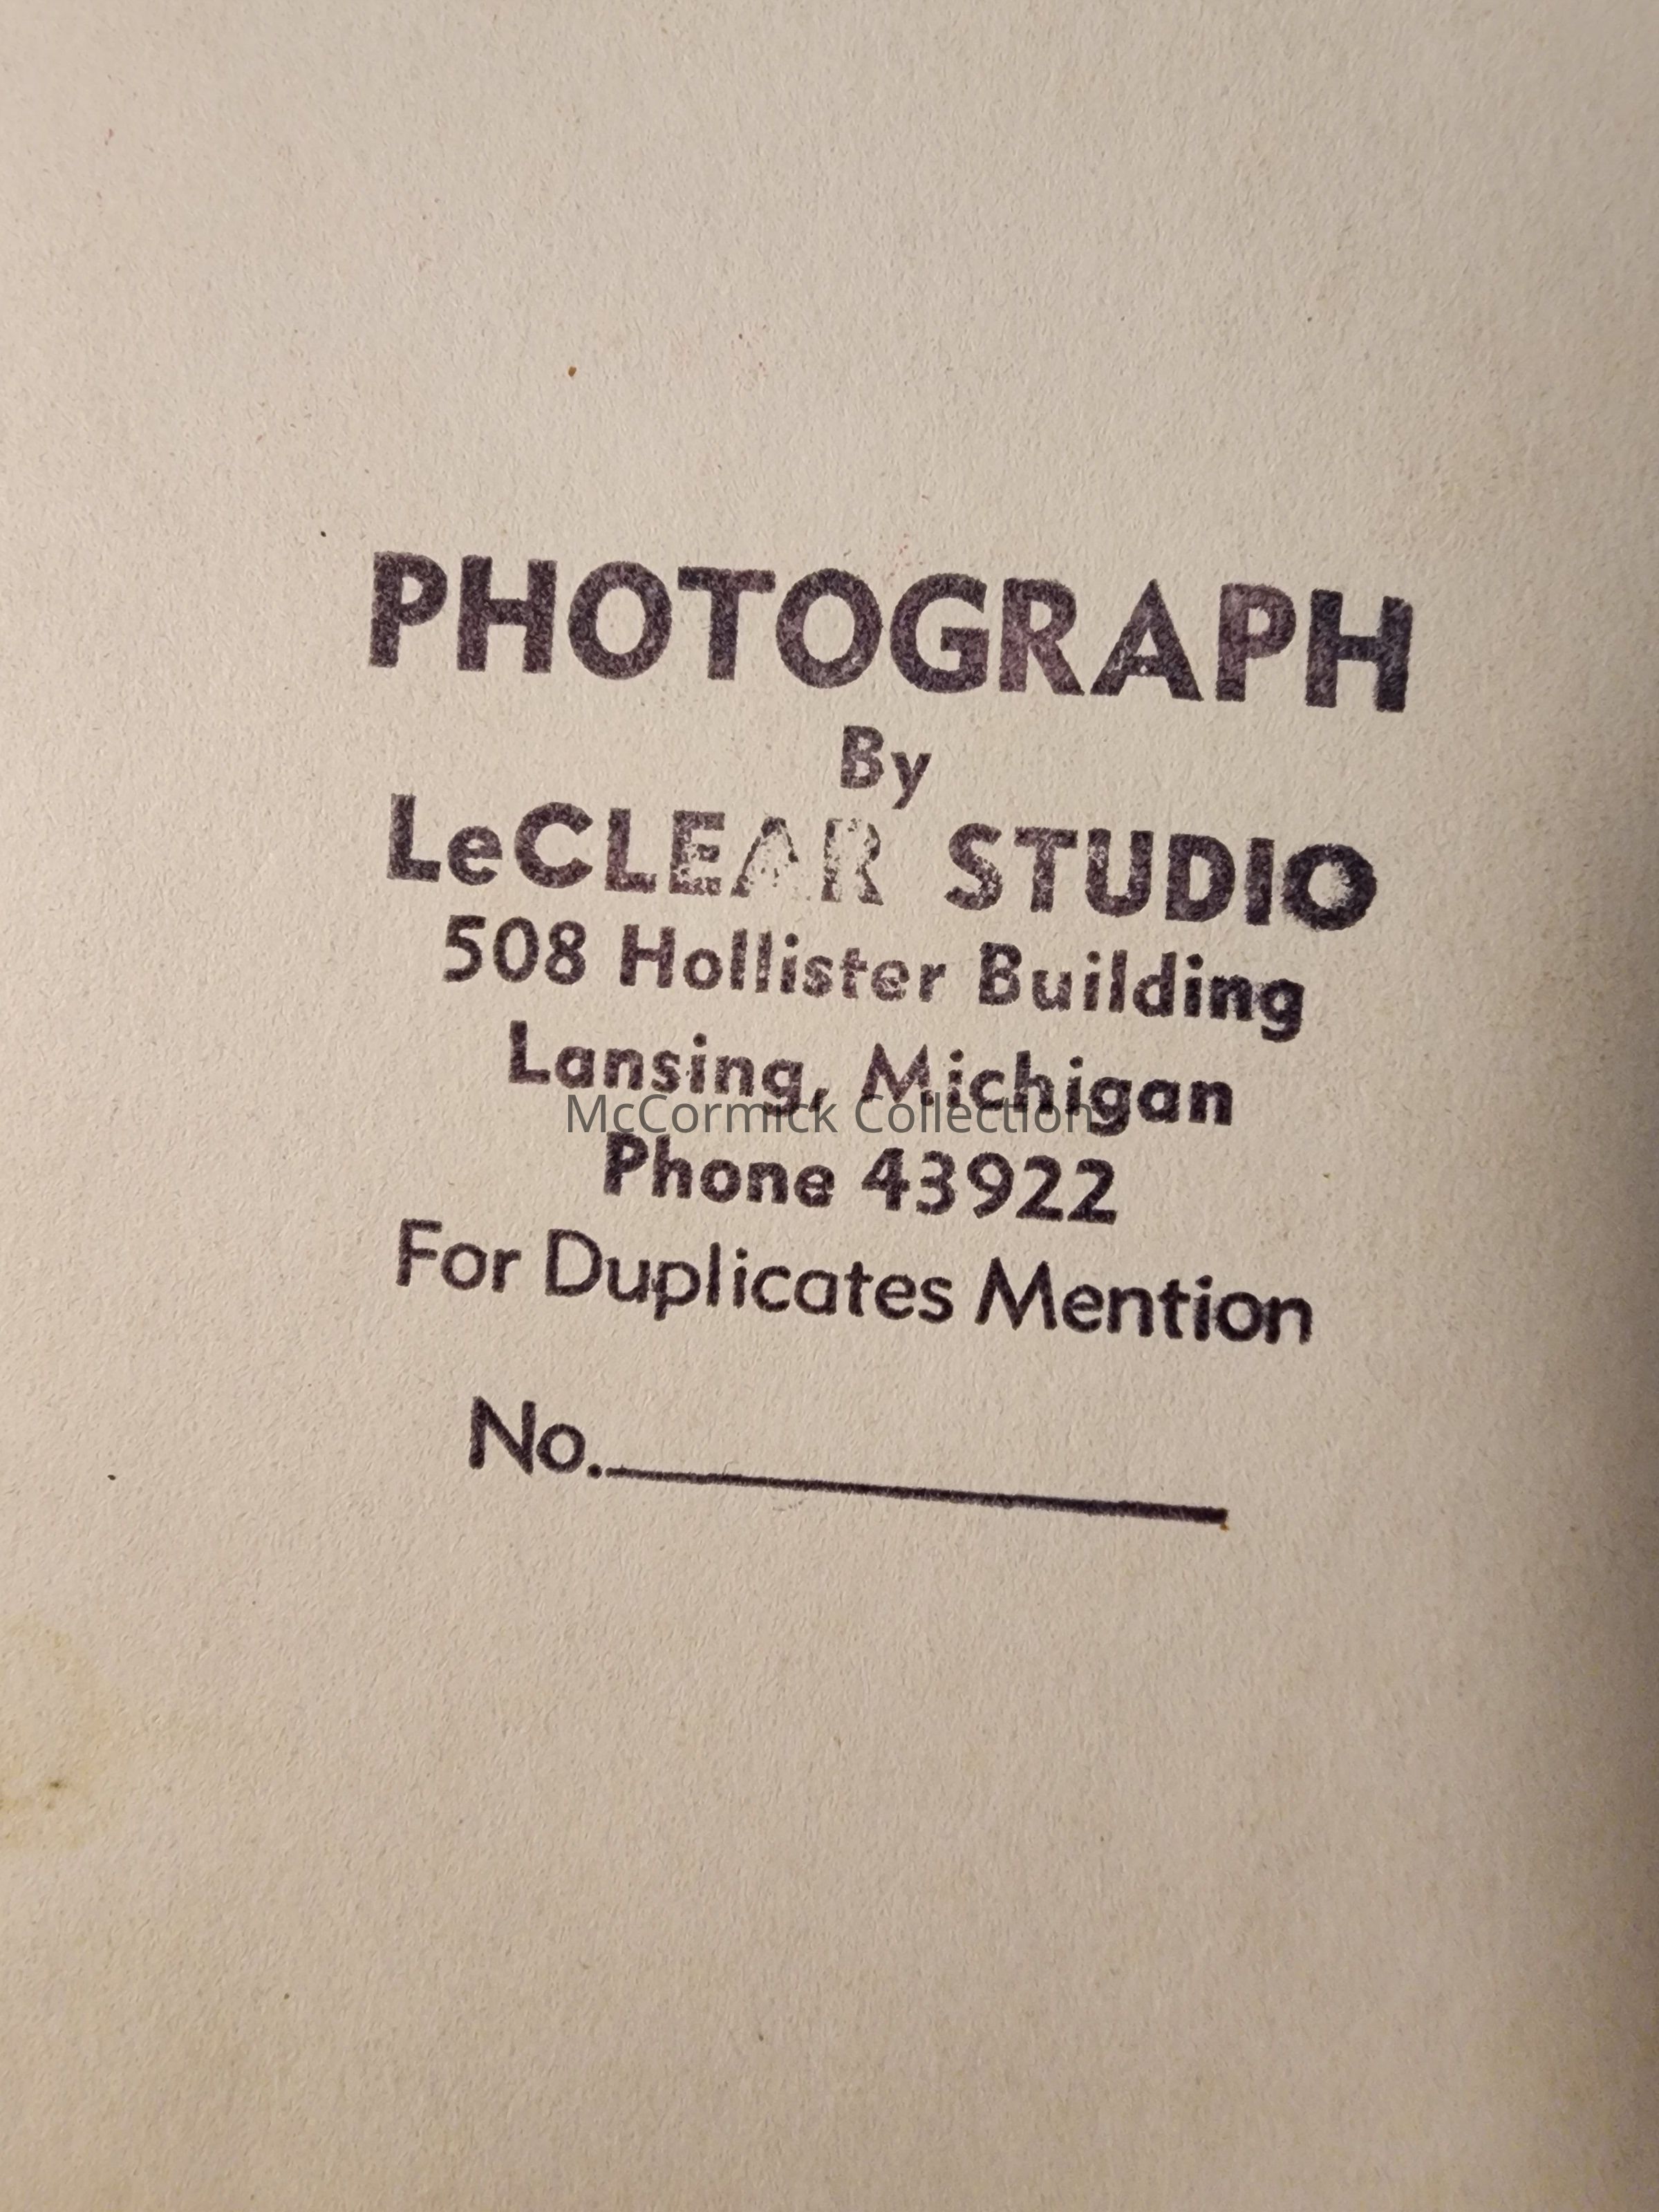 PHOTOGRAPH
By
LeCLEAR STUDIO
508 Hollister Building
Lansing, Michigan
McCormick Collection
Phone 43922
For Duplicates Mention
No.